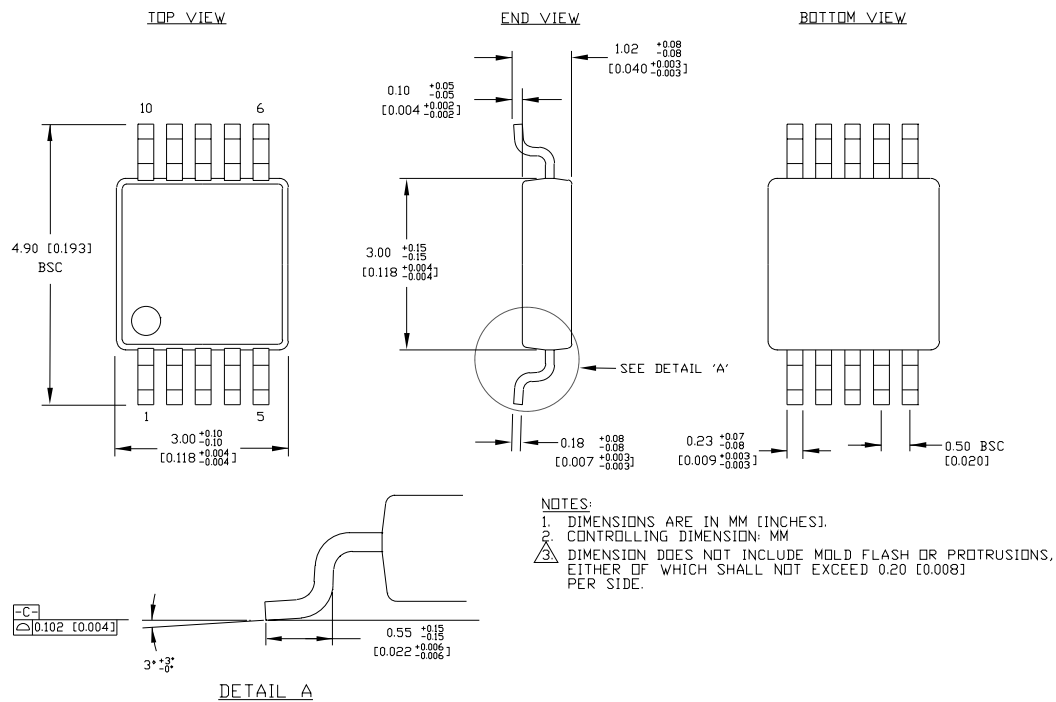 TOP VIEW
END VIEW
BOTTOM VIEW
1.02 +0.08 -0.08
[0.040 +0.003 -0.003]
0.10 +0.05 -0.05
[0.004 +0.002 -0.002]
10 6
4.90 [0.193]
BSC
3.00 +0.15 -0.15
[0.118 +0.004 -0.004]
SEE DETAIL 'A'
1 5
3.00 +0.10 -0.10
[0.118 +0.004 -0.004]
0.18 +0.08 -0.08
[0.007 +0.003 -0.003]
0.23 +0.07 -0.08
[0.009 +0.003 -0.003]
0.50 BSC
[0.020]
NOTES:
1. DIMENSIONS ARE IN MM [INCHES].
2. CONTROLLING DIMENSION: MM
3. DIMENSION DOES NOT INCLUDE MOLD FLASH OR PROTRUSIONS,
EITHER OF WHICH SHALL NOT EXCEED 0.20 [0.008]
PER SIDE.
-C-
0.102 [0.004]
3° +3° -0°
0.55 +0.15 -0.15
[0.022 +0.006 -0.006]
DETAIL A